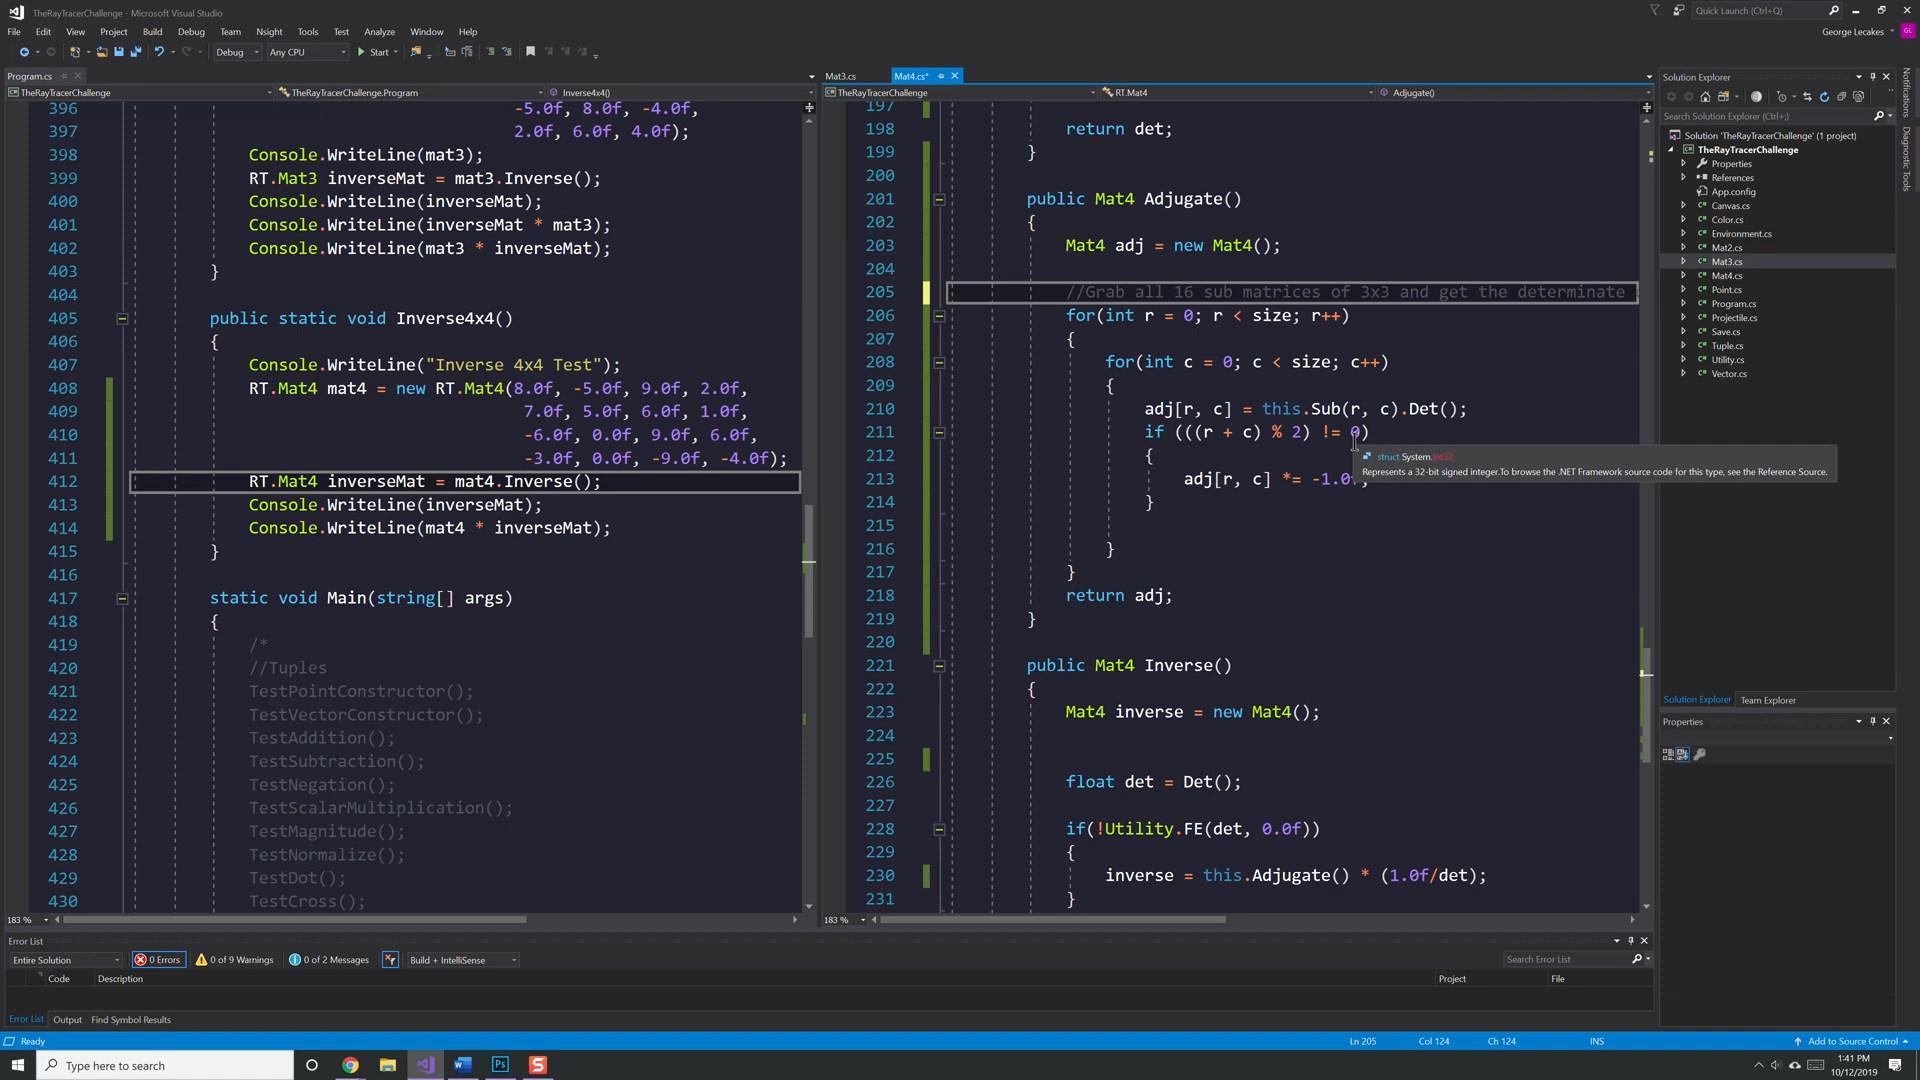 TheRayTracerChallenge - Microsoft Visual Studio
Quick Launch (Ctrl+Q)
File Edit View Project Build Debug Team Nsight Tools Test Analyze Window Help
George Lecakes
GL
Debug Any CPU Start
Program.cs
TheRayTracerChallenge TheRayTracerChallenge.Program Inverse4x4()
396 -5.0f, 8.0f, -4.0f,
397 2.0f, 6.0f, 4.0f);
398 Console.WriteLine(mat3);
399 RT.Mat3 inverseMat = mat3.Inverse();
400 Console.WriteLine(inverseMat);
401 Console.WriteLine(inverseMat * mat3);
402 Console.WriteLine(mat3 * inverseMat);
403 }
404
405 public static void Inverse4x4()
406 {
407 Console.WriteLine("Inverse 4x4 Test");
408 RT.Mat4 mat4 = new RT.Mat4(8.0f, -5.0f, 9.0f, 2.0f,
409 7.0f, 5.0f, 6.0f, 1.0f,
410 -6.0f, 0.0f, 9.0f, 6.0f,
411 -3.0f, 0.0f, -9.0f, -4.0f);
412 RT.Mat4 inverseMat = mat4.Inverse();
413 Console.WriteLine(inverseMat);
414 Console.WriteLine(mat4 * inverseMat);
415 }
416
417 static void Main(string[] args)
418 {
419 /*
420 //Tuples
421 TestPointConstructor();
422 TestVectorConstructor();
423 TestAddition();
424 TestSubtraction();
425 TestNegation();
426 TestScalarMultiplication();
427 TestMagnitude();
428 TestNormalize();
429 TestDot();
430 TestCross();
183 %
Mat3.cs Mat4.cs*
TheRayTracerChallenge RT.Mat4 Adjugate()
197
198 return det;
199 }
200
201 public Mat4 Adjugate()
202 {
203 Mat4 adj = new Mat4();
204
205 //Grab all 16 sub matrices of 3x3 and get the determinate
206 for(int r = 0; r < size; r++)
207 {
208 for(int c = 0; c < size; c++)
209 {
210 adj[r, c] = this.Sub(r, c).Det();
211 if (((r + c) % 2) != 0)
212 {
struct System.Int32
Represents a 32-bit signed integer.To browse the .NET Framework source code for this type, see the Reference Source.
213 adj[r, c] *= -1.0f;
214 }
215
216 }
217 }
218 return adj;
219 }
220
221 public Mat4 Inverse()
222 {
223 Mat4 inverse = new Mat4();
224
225
226 float det = Det();
227
228 if(!Utility.FE(det, 0.0f))
229 {
230 inverse = this.Adjugate() * (1.0f/det);
231 }
183 %
Solution Explorer
Search Solution Explorer (Ctrl+;)
Solution 'TheRayTracerChallenge' (1 project)
TheRayTracerChallenge
Properties
References
App.config
Canvas.cs
Color.cs
Environment.cs
Mat2.cs
Mat3.cs
Mat4.cs
Point.cs
Program.cs
Projectile.cs
Save.cs
Tuple.cs
Utility.cs
Vector.cs
Solution Explorer Team Explorer
Properties
Notifications
Diagnostic Tools
Error List
Entire Solution 0 Errors 0 of 9 Warnings 0 of 2 Messages Build + IntelliSense
Search Error List
Code Description Project File
Error List Output Find Symbol Results
Ready Ln 205 Col 124 Ch 124 INS Add to Source Control
Type here to search
1:41 PM
10/12/2019